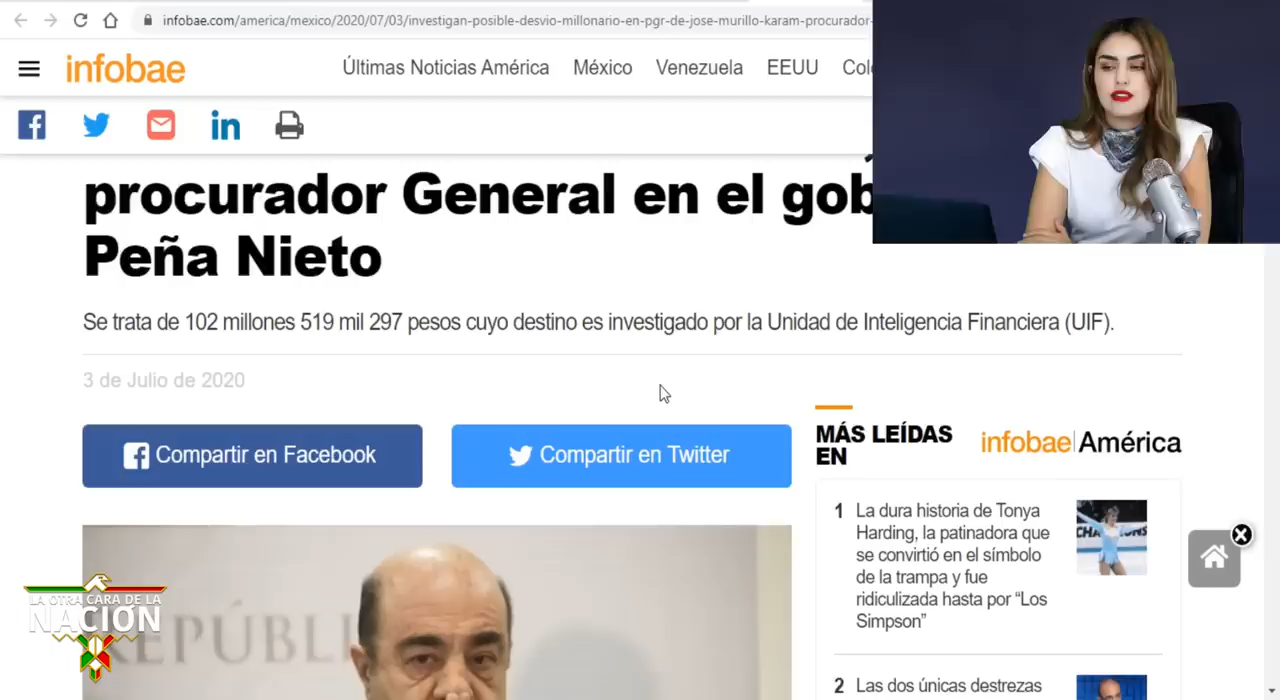 infobae.com/america/mexico/2020/07/03/investigan-posible-desvio-millonario-en-pgr-de-jose-murillo-karam-procurador-
infobae
Últimas Noticias América México Venezuela EEUU
procurador General en el
Peña Nieto
Se trata de 102 millones 519 mil 297 pesos cuyo destino es investigado por la Unidad de Inteligencia Financiera (UIF).
3 de Julio de 2020
Compartir en Facebook
Compartir en Twitter
MÁS LEÍDAS
EN
infobae América
1 La dura historia de Tonya
Harding, la patinadora que
se convirtió en el símbolo
de la trampa y fue
ridiculizada hasta por “Los
Simpson”
2 Las dos únicas destrezas
LA OTRA CARA DE LA
NACIÓN